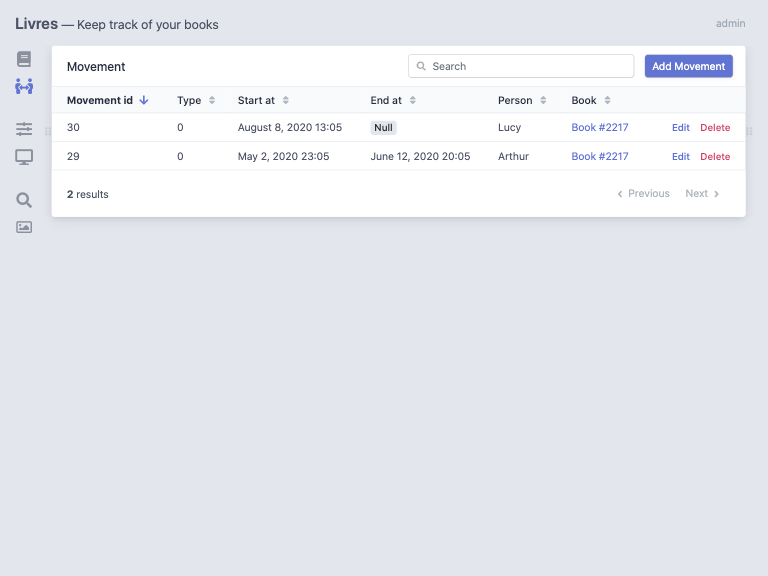 Livres — Keep track of your books
admin
Movement
Search
Add Movement
Movement id Type Start at End at Person Book
30 0 August 8, 2020 13:05 Null Lucy Book #2217 Edit Delete
29 0 May 2, 2020 23:05 June 12, 2020 20:05 Arthur Book #2217 Edit Delete
2 results
Previous Next